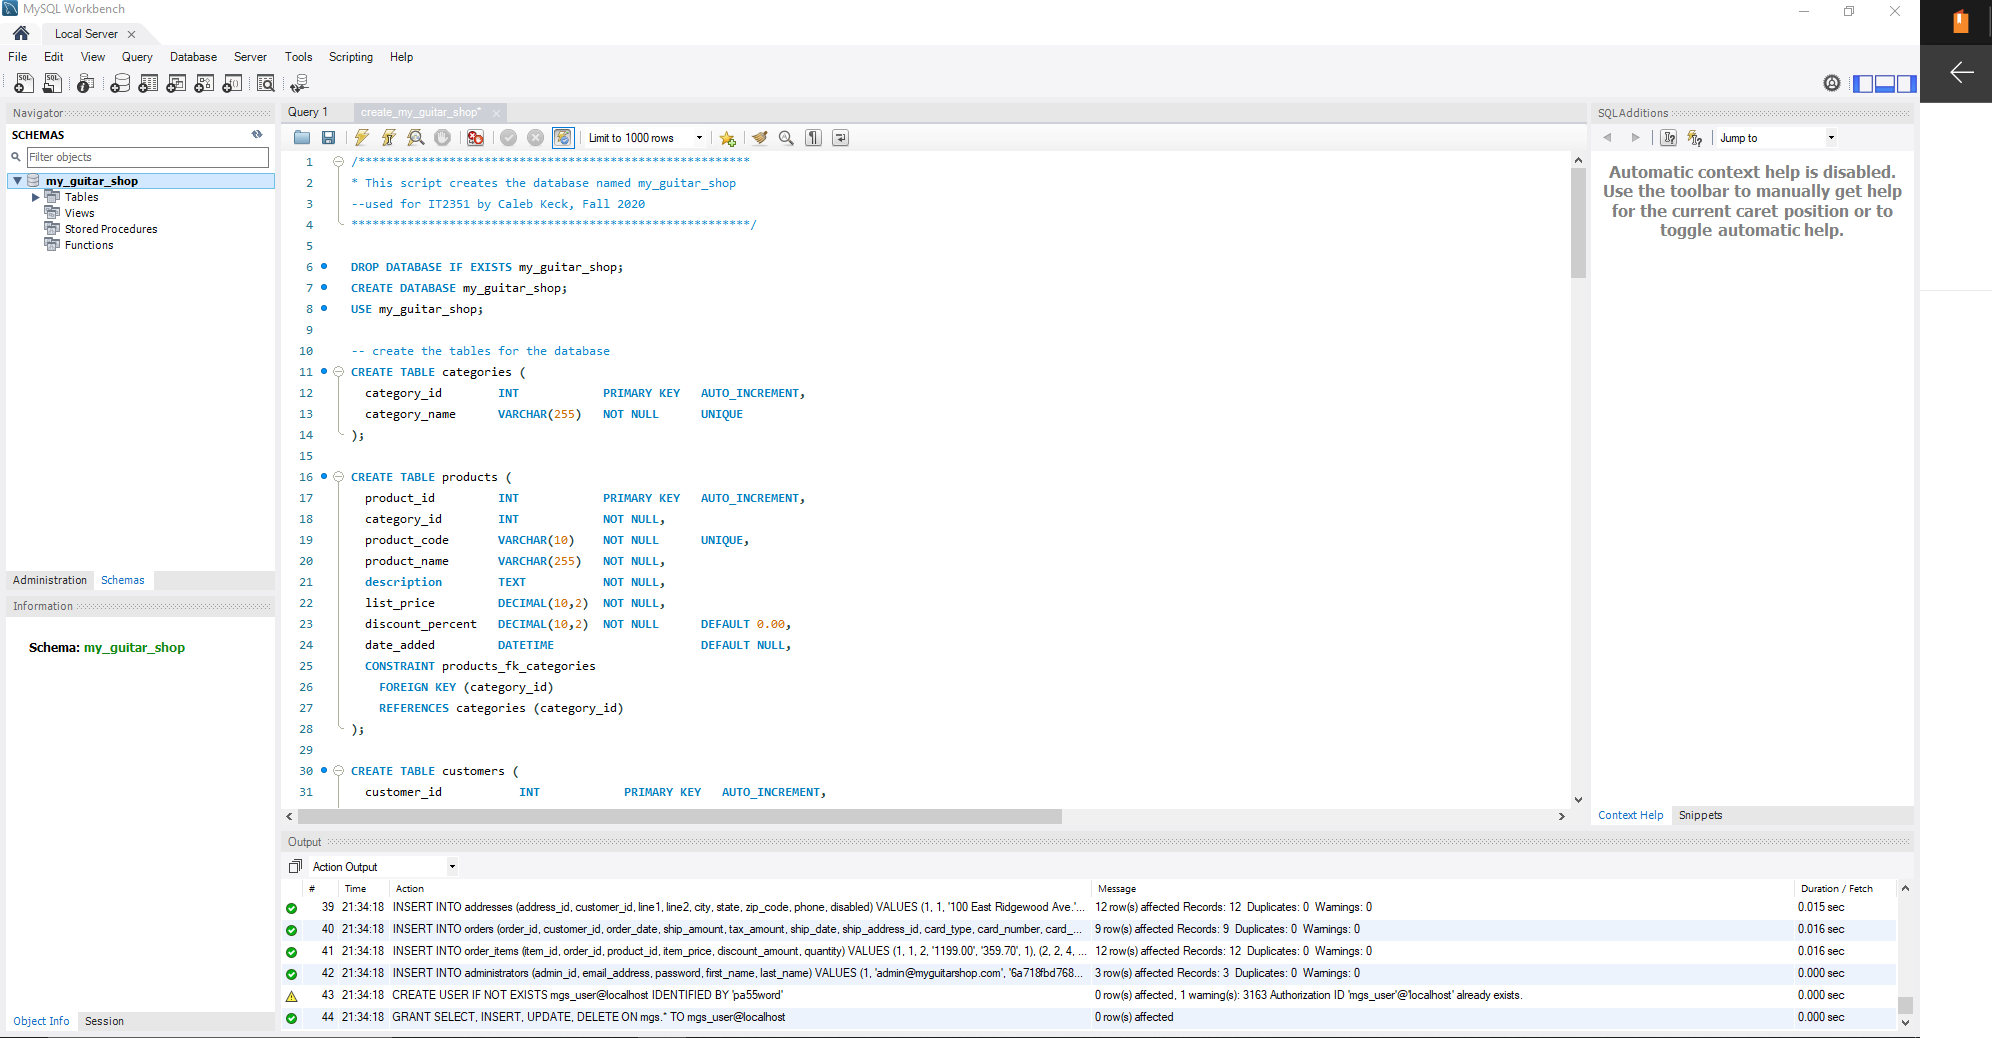 MySQL Workbench
Local Server
File Edit View Query Database Server Tools Scripting Help
Navigator
SCHEMAS
Filter objects
my_guitar_shop
Tables
Views
Stored Procedures
Functions
Administration Schemas
Information
Schema: my_guitar_shop
Object Info Session
Query 1 create_my_guitar_shop*
Limit to 1000 rows
1 /********************************************************
2 * This script creates the database named my_guitar_shop
3 --used for IT2351 by Caleb Keck, Fall 2020
4 *********************************************************/
5
6 DROP DATABASE IF EXISTS my_guitar_shop;
7 CREATE DATABASE my_guitar_shop;
8 USE my_guitar_shop;
9
10 -- create the tables for the database
11 CREATE TABLE categories (
12 category_id INT PRIMARY KEY AUTO_INCREMENT,
13 category_name VARCHAR(255) NOT NULL UNIQUE
14 );
15
16 CREATE TABLE products (
17 product_id INT PRIMARY KEY AUTO_INCREMENT,
18 category_id INT NOT NULL,
19 product_code VARCHAR(10) NOT NULL UNIQUE,
20 product_name VARCHAR(255) NOT NULL,
21 description TEXT NOT NULL,
22 list_price DECIMAL(10,2) NOT NULL,
23 discount_percent DECIMAL(10,2) NOT NULL DEFAULT 0.00,
24 date_added DATETIME DEFAULT NULL,
25 CONSTRAINT products_fk_categories
26 FOREIGN KEY (category_id)
27 REFERENCES categories (category_id)
28 );
29
30 CREATE TABLE customers (
31 customer_id INT PRIMARY KEY AUTO_INCREMENT,
SQLAdditions
Jump to
Automatic context help is disabled.
Use the toolbar to manually get help
for the current caret position or to
toggle automatic help.
Context Help Snippets
Output
Action Output
# Time Action Message Duration / Fetch
39 21:34:18 INSERT INTO addresses (address_id, customer_id, line1, line2, city, state, zip_code, phone, disabled) VALUES (1, 1, '100 East Ridgewood Ave.'... 12 row(s) affected Records: 12 Duplicates: 0 Warnings: 0 0.015 sec
40 21:34:18 INSERT INTO orders (order_id, customer_id, order_date, ship_amount, tax_amount, ship_date, ship_address_id, card_type, card_number, card_... 9 row(s) affected Records: 9 Duplicates: 0 Warnings: 0 0.016 sec
41 21:34:18 INSERT INTO order_items (item_id, order_id, product_id, item_price, discount_amount, quantity) VALUES (1, 1, 2, '1199.00', '359.70', 1), (2, 2, 4, ... 12 row(s) affected Records: 12 Duplicates: 0 Warnings: 0 0.016 sec
42 21:34:18 INSERT INTO administrators (admin_id, email_address, password, first_name, last_name) VALUES (1, 'admin@myguitarshop.com', '6a718fbd768... 3 row(s) affected Records: 3 Duplicates: 0 Warnings: 0 0.000 sec
43 21:34:18 CREATE USER IF NOT EXISTS mgs_user@localhost IDENTIFIED BY 'pa55word' 0 row(s) affected, 1 warning(s): 3163 Authorization ID 'mgs_user'@'localhost' already exists. 0.000 sec
44 21:34:18 GRANT SELECT, INSERT, UPDATE, DELETE ON mgs.* TO mgs_user@localhost 0 row(s) affected 0.000 sec